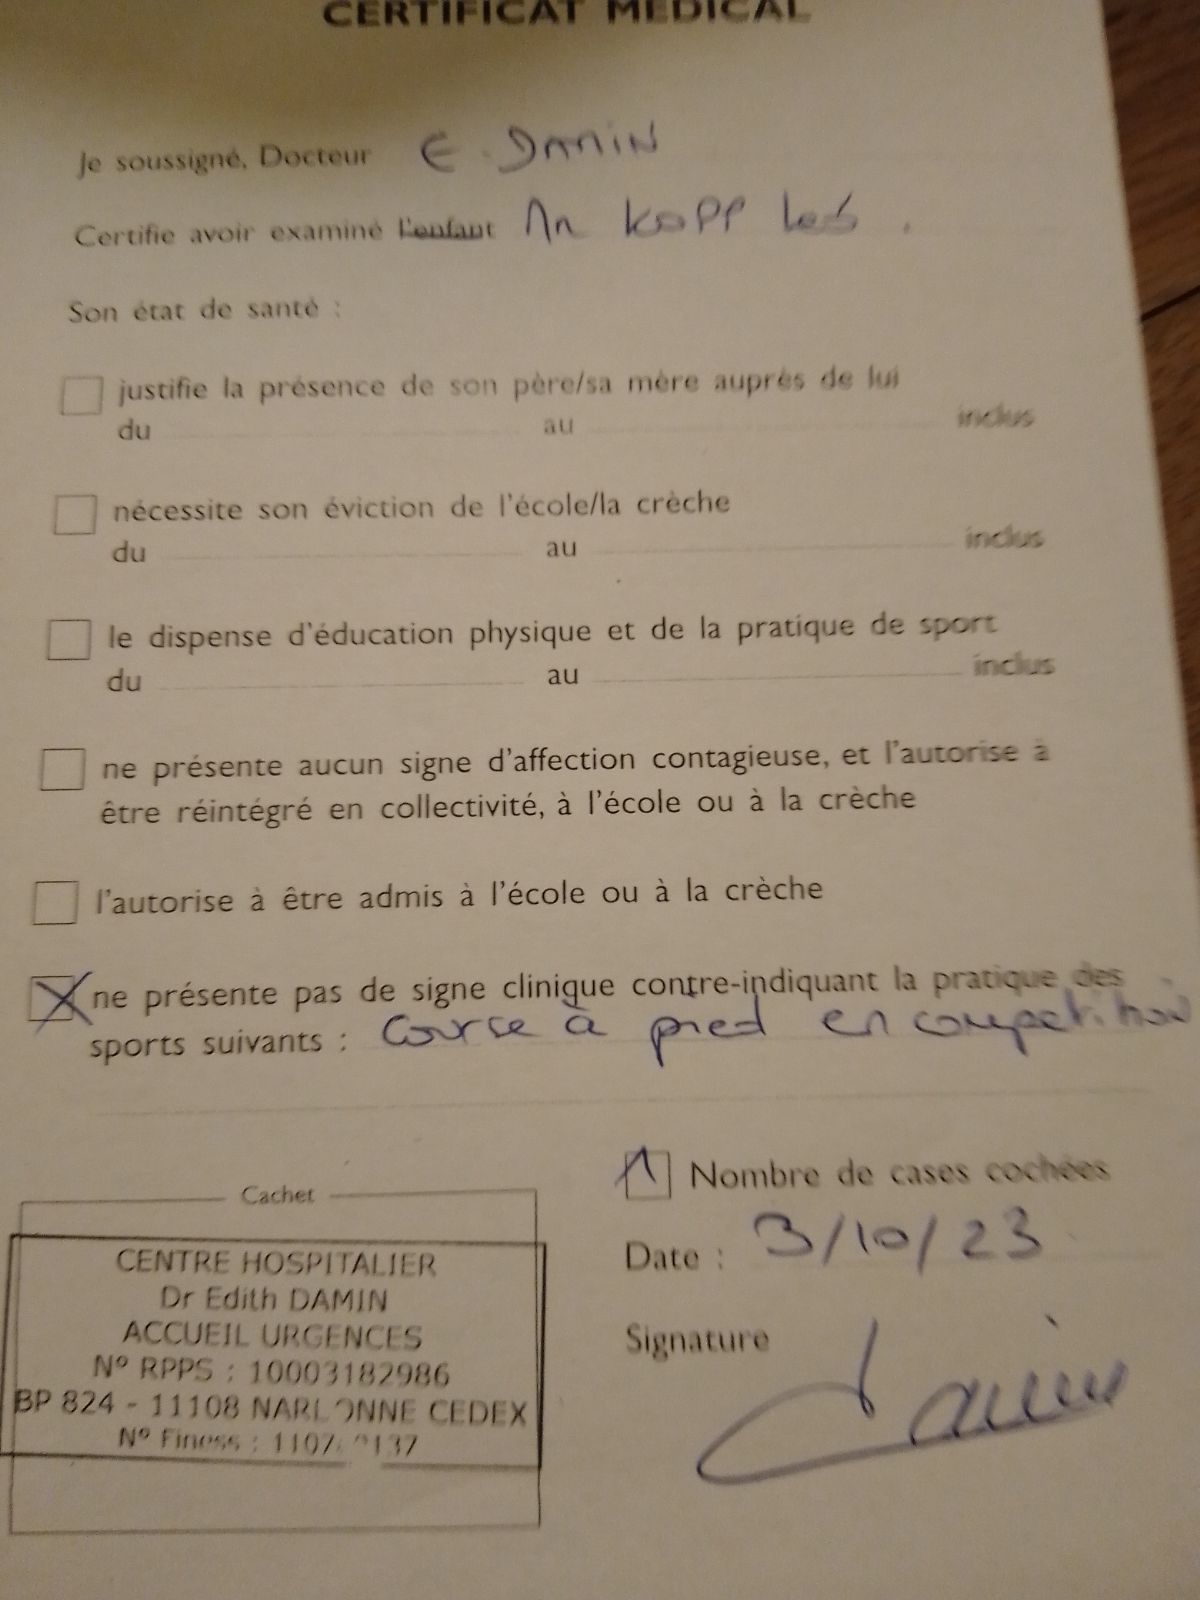 CERTIFICAT MEDICAL
Je soussigné, Docteur E. DAMIN
Certifie avoir examiné l'enfant KOPP
Son état de santé :
justifie la présence de son père/sa mère auprès de lui
du au inclus
nécessite son éviction de l'école/la crèche
du au inclus
le dispense d'éducation physique et de la pratique de sport
du au inclus
ne présente aucun signe d'affection contagieuse, et l'autorise à
être réintégré en collectivité, à l'école ou à la crèche
l'autorise à être admis à l'école ou à la crèche
X ne présente pas de signe clinique contre-indiquant la pratique des
sports suivants : Course à pied en compétition
1 Nombre de cases cochées
Date : 3/10/23
Signature
Cachet
CENTRE HOSPITALIER
Dr Edith DAMIN
ACCUEIL URGENCES
N° RPPS : 10003182986
BP 824 - 11108 NARBONNE CEDEX
N° Finess :
Damin